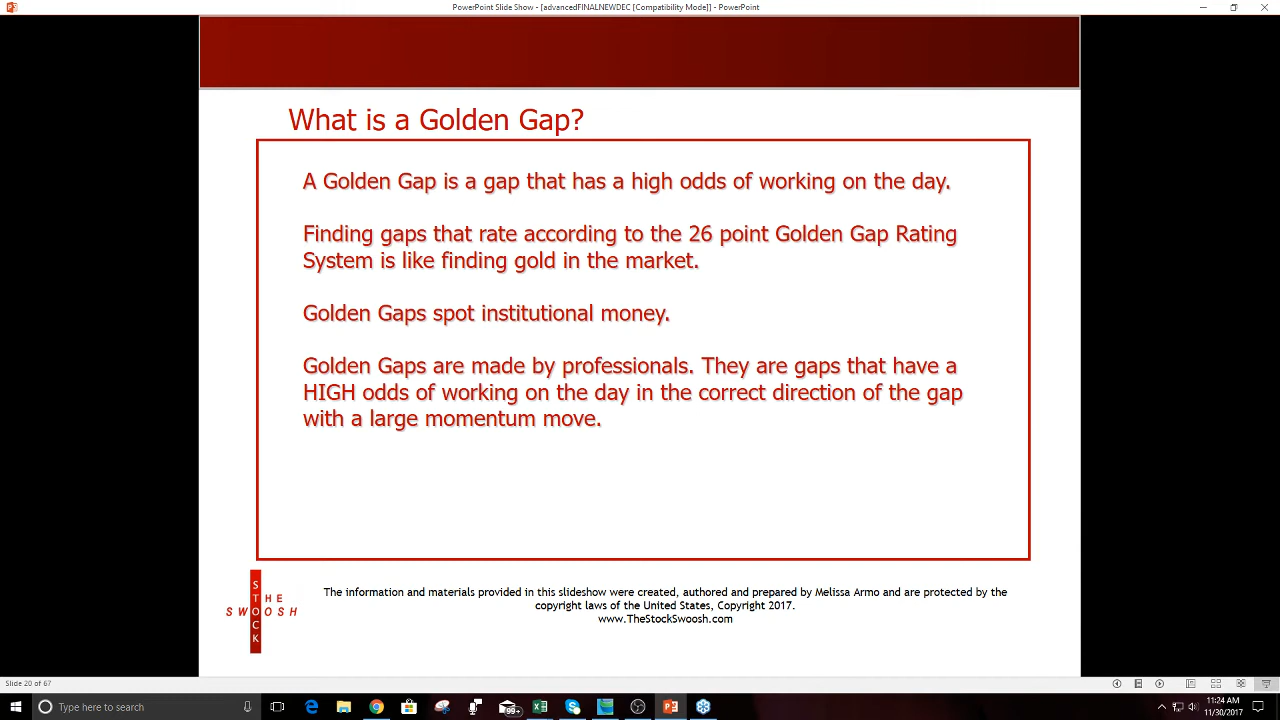 PowerPoint Slide Show - [advancedFINALNEWDEC [Compatibility Mode]] - PowerPoint
What is a Golden Gap?
A Golden Gap is a gap that has a high odds of working on the day.
Finding gaps that rate according to the 26 point Golden Gap Rating
System is like finding gold in the market.
Golden Gaps spot institutional money.
Golden Gaps are made by professionals. They are gaps that have a
HIGH odds of working on the day in the correct direction of the gap
with a large momentum move.
THE
STOCK
SWOOSH
The information and materials provided in this slideshow were created, authored and prepared by Melissa Armo and are protected by the
copyright laws of the United States, Copyright 2017.
www.TheStockSwoosh.com
Slide 20 of 67
Type here to search
99+
11:24 AM
11/30/2017